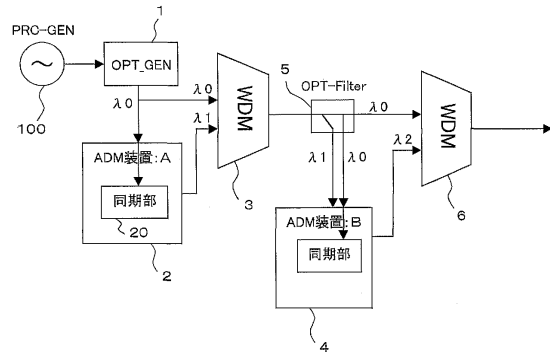 1
PRC-GEN
OPT_GEN
100
λ0
λ0
λ1
WDM
3
ADM装置:A
同期部
20
2
5
OPT-Filter
λ0
λ1
λ0
λ2
WDM
6
ADM装置:B
同期部
4